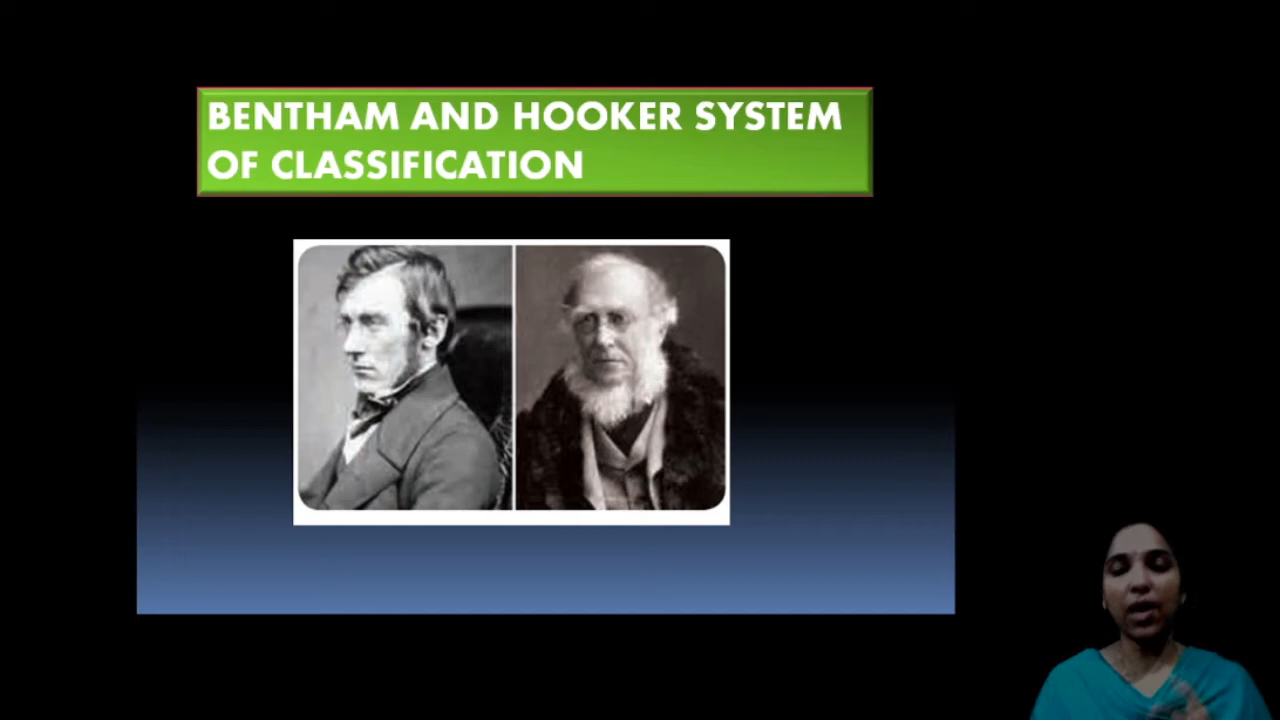 BENTHAM AND HOOKER SYSTEM
OF CLASSIFICATION